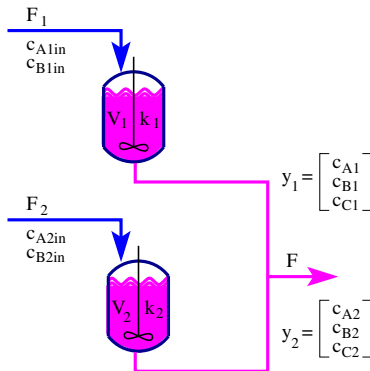 F1
cA1in
cB1in
V1 k1
y1 = [cA1
cB1
cC1]
F2
cA2in
cB2in
F
V2 k2
y2 = [cA2
cB2
cC2]